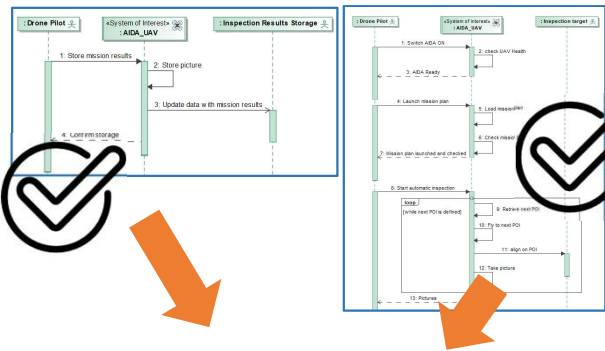 : Drone Pilot
«System of Interest»
: AIDA_UAV
: Inspection Results Storage
1: Store mission results
2: Store picture
3: Update data with mission results
4: Confirm storage
: Drone Pilot
«System of Interest»
: AIDA_UAV
: Inspection target
1: Switch AIDA ON
2: check UAV Health
3: AIDA Ready
4: Launch mission plan
5: Load mission plan
6: Check mission
7: Mission plan launched and checked
8: Start automatic inspection
loop
[while next POI is defined]
9: Retrieve next POI
10: Fly to next POI
11: align on POI
12: Take picture
13: Pictures